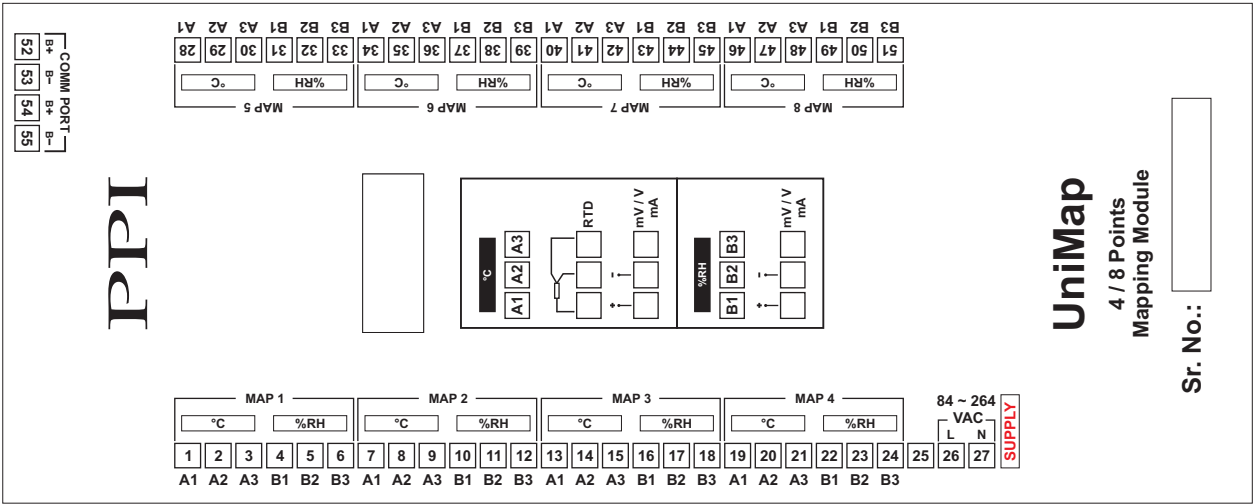 A1 A2 A3 B1 B2 B3 A1 A2 A3 B1 B2 B3 A1 A2 A3 B1 B2 B3 A1 A2 A3 B1 B2 B3
28 29 30 31 32 33 34 35 36 37 38 39 40 41 42 43 44 45 46 47 48 49 50 51
°C %RH °C %RH °C %RH °C %RH
MAP 5 MAP 6 MAP 7 MAP 8
COMM PORT
B+ B- B+ B-
52 53 54 55
PPI
°C
A1 A2 A3
RTD
+ -
mV / V
mA
%RH
B1 B2 B3
+ -
mV / V
mA
UniMap
4 / 8 Points
Mapping Module
Sr. No.:
MAP 1 MAP 2 MAP 3 MAP 4
°C %RH °C %RH °C %RH °C %RH
1 2 3 4 5 6 7 8 9 10 11 12 13 14 15 16 17 18 19 20 21 22 23 24 25 26 27
A1 A2 A3 B1 B2 B3 A1 A2 A3 B1 B2 B3 A1 A2 A3 B1 B2 B3 A1 A2 A3 B1 B2 B3
84 ~ 264
VAC
L N
SUPPLY